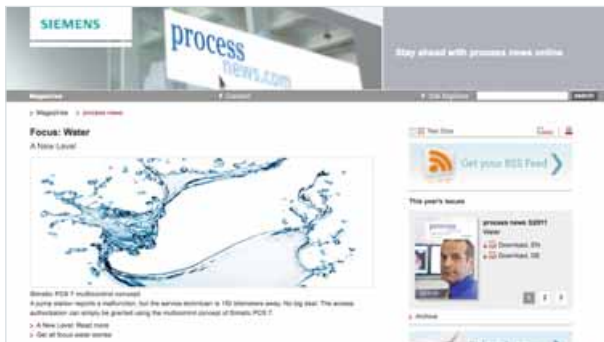 SIEMENS
process
news.com
Stay ahead with process news online
Magazines
Contact
Site Explorer
search
Magazines
process news
Focus: Water
A New Level
Text Size
Get your RSS Feed
This year's issues
process
process news 3/2011
Water
Download, EN
Download, DE
1 2 3
Archive
Simatic PCS 7 multicontrol concept
A pump station reports a malfunction, but the service technician is 150 kilometers away. No big deal. The access
authorization can simply be granted using the multicontrol concept of Simatic PCS 7.
A New Level: Read more
Get all focus water stories